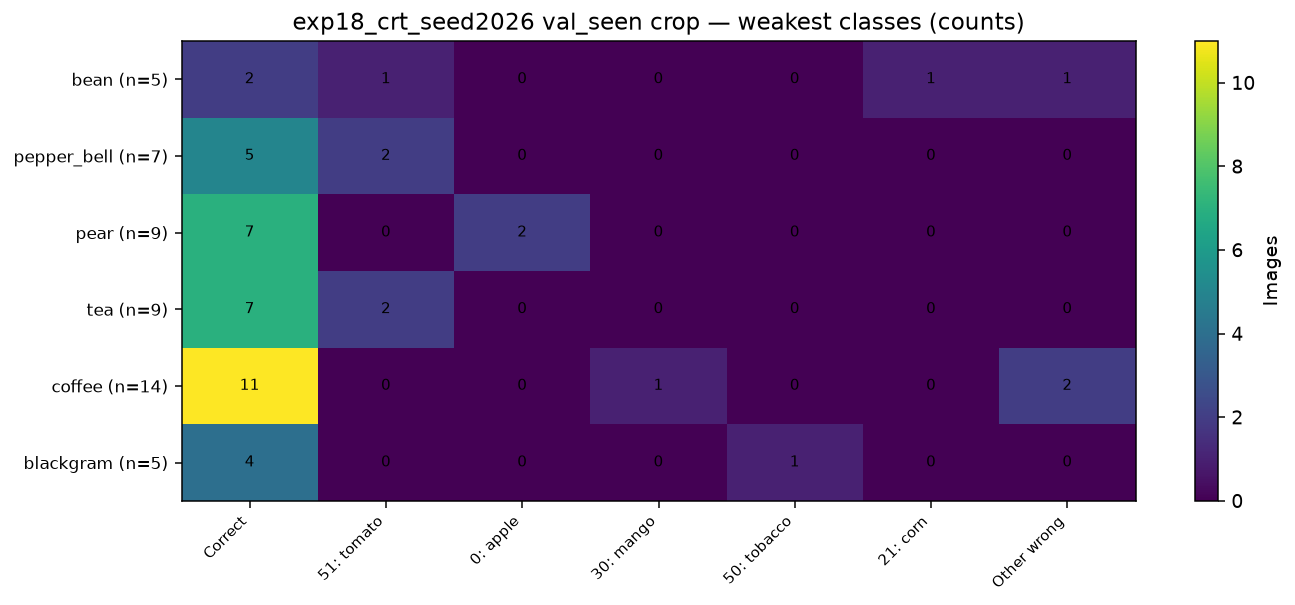 exp18_crt_seed2026 val_seen crop — weakest classes (counts)
bean (n=5) 2 1 0 0 0 1 1
pepper_bell (n=7) 5 2 0 0 0 0 0
pear (n=9) 7 0 2 0 0 0 0
tea (n=9) 7 2 0 0 0 0 0
coffee (n=14) 11 0 0 1 0 0 2
blackgram (n=5) 4 0 0 0 1 0 0
Correct
51: tomato
0: apple
30: mango
50: tobacco
21: corn
Other wrong
10
8
6
4
2
0
Images